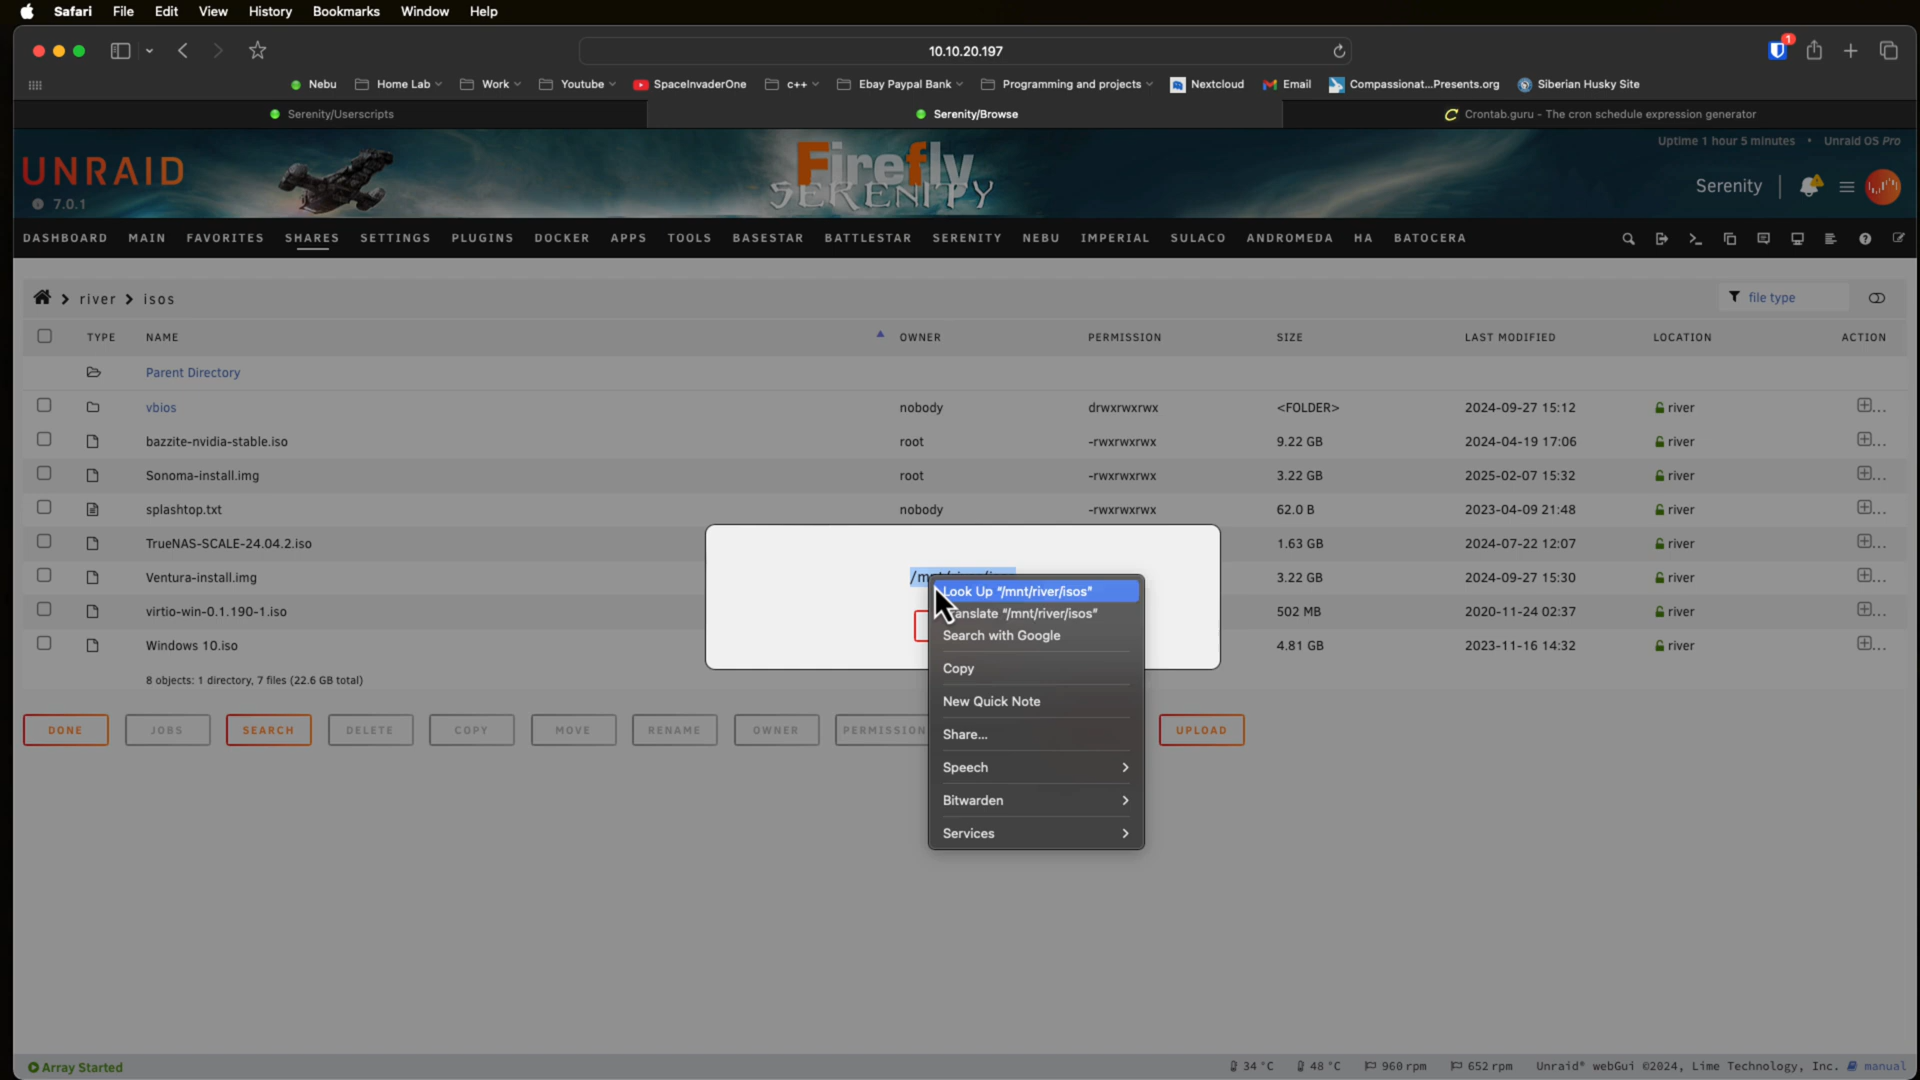 Safari File Edit View History Bookmarks Window Help
10.10.20.197
1
Nebu Home Lab Work Youtube SpaceInvaderOne c++ Ebay Paypal Bank Programming and projects Nextcloud Email Compassionat...Presents.org Siberian Husky Site
Serenity/Userscripts Serenity/Browse Crontab.guru - The cron schedule expression generator
Uptime 1 hour 5 minutes • Unraid OS Pro
UNRAID
7.0.1
Firefly
SERENITY
Serenity
DASHBOARD MAIN FAVORITES SHARES SETTINGS PLUGINS DOCKER APPS TOOLS BASESTAR BATTLESTAR SERENITY NEBU IMPERIAL SULACO ANDROMEDA HA BATOCERA
river isos file type
TYPE NAME OWNER PERMISSION SIZE LAST MODIFIED LOCATION ACTION
Parent Directory
vbios nobody drwxrwxrwx <FOLDER> 2024-09-27 15:12 river ...
bazzite-nvidia-stable.iso root -rwxrwxrwx 9.22 GB 2024-04-19 17:06 river ...
Sonoma-install.img root -rwxrwxrwx 3.22 GB 2025-02-07 15:32 river ...
splashtop.txt nobody -rwxrwxrwx 62.0 B 2023-04-09 21:48 river ...
TrueNAS-SCALE-24.04.2.iso 1.63 GB 2024-07-22 12:07 river ...
Ventura-install.img 3.22 GB 2024-09-27 15:30 river ...
virtio-win-0.1.190-1.iso 502 MB 2020-11-24 02:37 river ...
Windows 10.iso 4.81 GB 2023-11-16 14:32 river ...
8 objects: 1 directory, 7 files (22.6 GB total)
Look Up "/mnt/river/isos"
Translate "/mnt/river/isos"
Search with Google
Copy
New Quick Note
Share...
Speech
Bitwarden
Services
DONE JOBS SEARCH DELETE COPY MOVE RENAME OWNER PERMISSION UPLOAD
Array Started 34 °C 48 °C 960 rpm 652 rpm Unraid® webGui ©2024, Lime Technology, Inc. manual